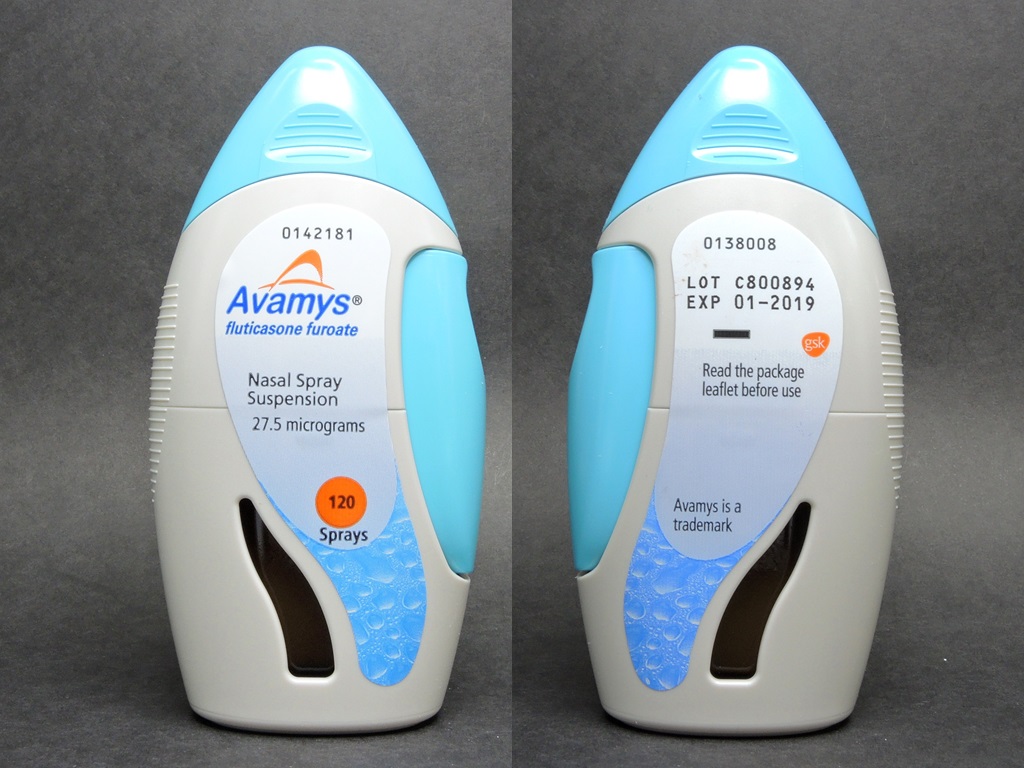 0142181
Avamys®
fluticasone furoate
Nasal Spray
Suspension
27.5 micrograms
120
Sprays
0138008
LOT C800894
EXP 01-2019
gsk
Read the package
leaflet before use
Avamys is a
trademark